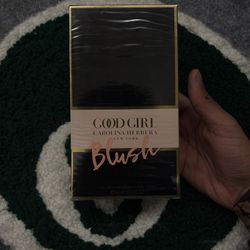 GOOD GIRL
CAROLINA HERRERA
NEW YORK
Blush